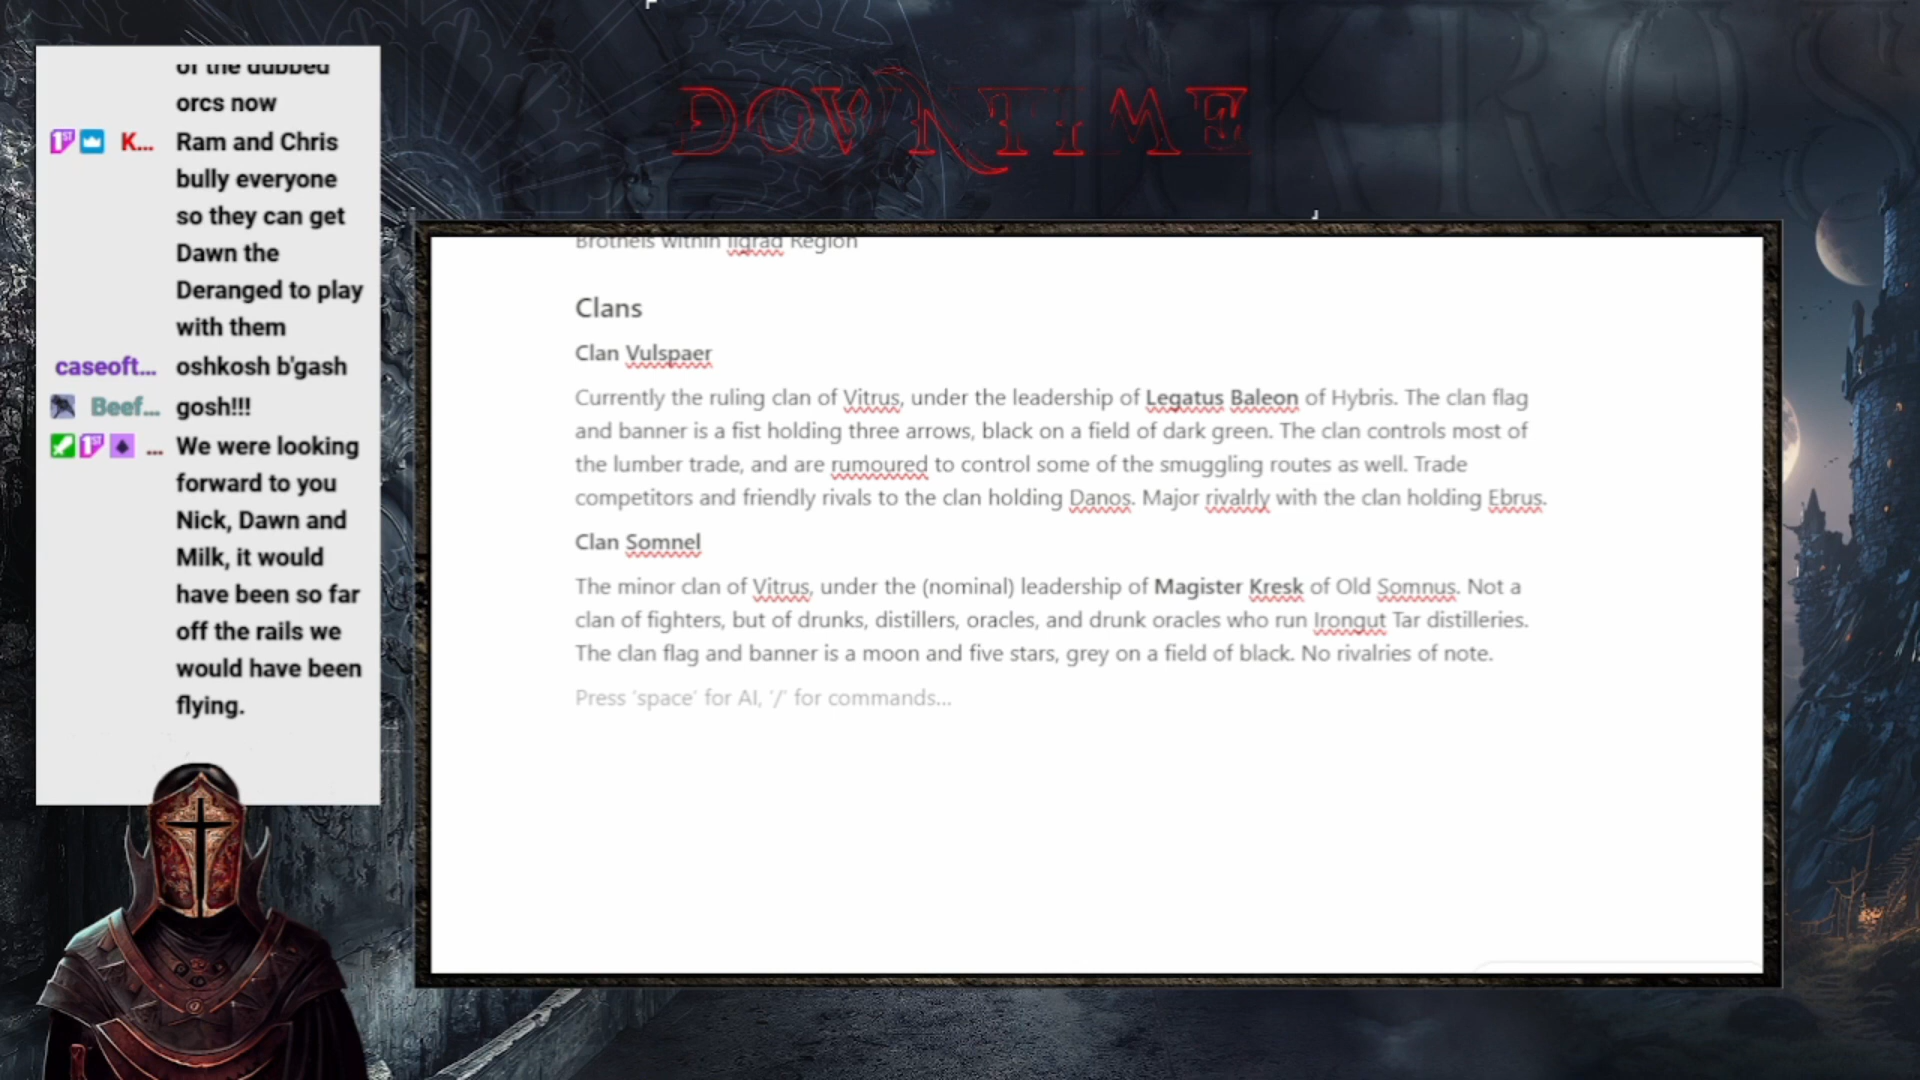 of the dubbed
orcs now
K... Ram and Chris
bully everyone
so they can get
Dawn the
Deranged to play
with them
caseoft... oshkosh b'gash
Beef... gosh!!!
... We were looking
forward to you
Nick, Dawn and
Milk, it would
have been so far
off the rails we
would have been
flying.
DOWNTIME
Brothels within Ilgrad Region
Clans
Clan Vulspaer
Currently the ruling clan of Vitrus, under the leadership of Legatus Baleon of Hybris. The clan flag
and banner is a fist holding three arrows, black on a field of dark green. The clan controls most of
the lumber trade, and are rumoured to control some of the smuggling routes as well. Trade
competitors and friendly rivals to the clan holding Danos. Major rivalrly with the clan holding Ebrus.
Clan Somnel
The minor clan of Vitrus, under the (nominal) leadership of Magister Kresk of Old Somnus. Not a
clan of fighters, but of drunks, distillers, oracles, and drunk oracles who run Irongut Tar distilleries.
The clan flag and banner is a moon and five stars, grey on a field of black. No rivalries of note.
Press 'space' for AI, '/' for commands...